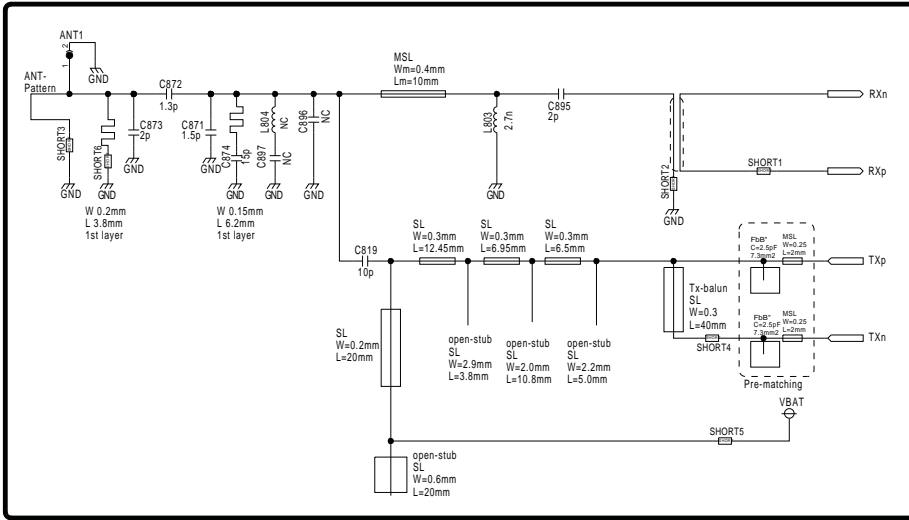 ANT1
2
1
GND
ANT-
Pattern
SHORT3
GND
SHORT6
GND
W 0.2mm
L 3.8mm
1st layer
C873
2p
GND
C872
1.3p
C871
1.5p
GND
C874
15p
GND
W 0.15mm
L 6.2mm
1st layer
L804
NC
C897
NC
GND
C896
NC
GND
MSL
Wm=0.4mm
Lm=10mm
L803
2.7n
GND
C895
2p
SHORT2
GND
RXn
SHORT1
RXp
C819
10p
SL
W=0.3mm
L=12.45mm
SL
W=0.3mm
L=6.95mm
SL
W=0.3mm
L=6.5mm
SL
W=0.2mm
L=20mm
open-stub
SL
W=2.9mm
L=3.8mm
open-stub
SL
W=2.0mm
L=10.8mm
open-stub
SL
W=2.2mm
L=5.0mm
Tx-balun
SL
W=0.3
L=40mm
SHORT4
FbB"
C=2.5pF
7.3mm2
MSL
W=0.25
L=2mm
TXp
FbB"
C=2.5pF
7.3mm2
MSL
W=0.25
L=2mm
TXn
Pre-matching
VBAT
SHORT5
open-stub
SL
W=0.6mm
L=20mm